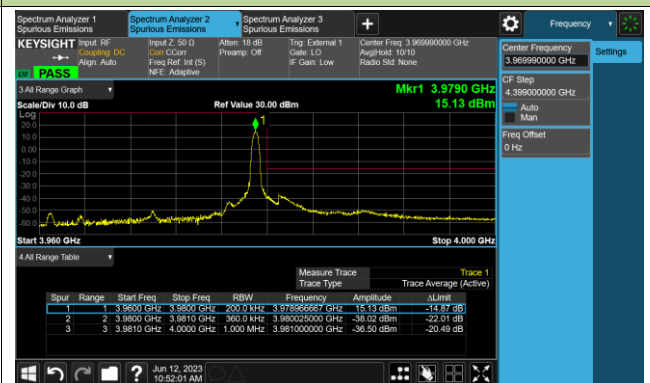 Spectrum Analyzer 1
Spurious Emissions
Spectrum Analyzer 2
Spurious Emissions
Spectrum Analyzer 3
Spurious Emissions
Frequency
KEYSIGHT
Input: RF
Coupling: DC
Align: Auto
Input Z: 50 Ω
Corr CCorr
Freq Ref: Int (S)
NFE: Adaptive
Atten: 18 dB
Preamp: Off
Trig: External 1
Gate: LO
IF Gain: Low
Center Freq: 3.969990000 GHz
Avg|Hold: 10/10
Radio Std: None
PASS
Center Frequency
3.969990000 GHz
Settings
CF Step
4.399000000 GHz
Auto
Man
Freq Offset
0 Hz
3 All Range Graph
Mkr1 3.9790 GHz
15.13 dBm
Scale/Div 10.0 dB
Ref Value 30.00 dBm
Log
20.0
10.0
0.00
-10.0
-20.0
-30.0
-40.0
-50.0
-60.0
1
Start 3.960 GHz
Stop 4.000 GHz
4 All Range Table
Measure Trace Trace 1
Trace Type Trace Average (Active)
Spur Range Start Freq Stop Freq RBW Frequency Amplitude ΔLimit
1 1 3.9600 GHz 3.9800 GHz 200.0 kHz 3.978966667 GHz 15.13 dBm -14.87 dB
2 2 3.9800 GHz 3.9810 GHz 360.0 kHz 3.980025000 GHz -38.02 dBm -22.01 dB
3 3 3.9810 GHz 4.0000 GHz 1.000 MHz 3.981000000 GHz -36.50 dBm -20.49 dB
Jun 12, 2023
10:52:01 AM